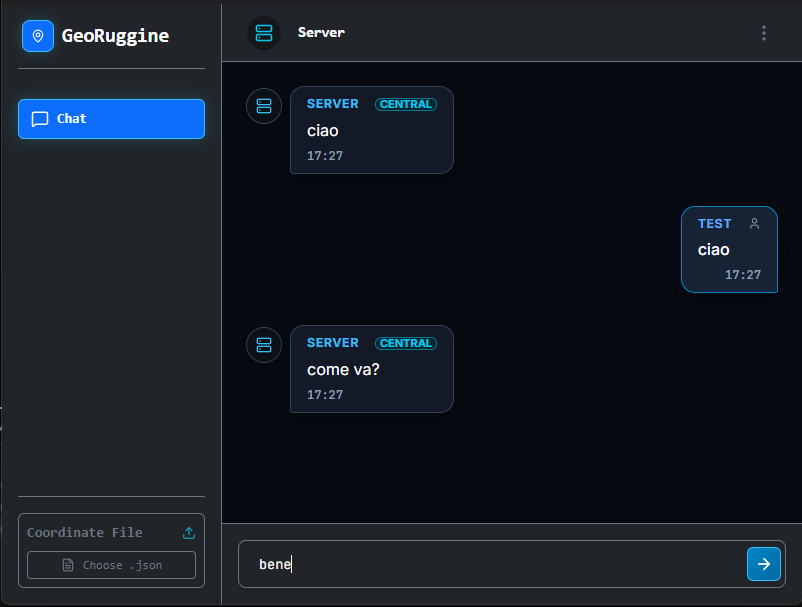 GeoRuggine
Chat
Coordinate File
Choose .json
Server
SERVER CENTRAL
ciao
17:27
TEST
ciao
17:27
SERVER CENTRAL
come va?
17:27
bene